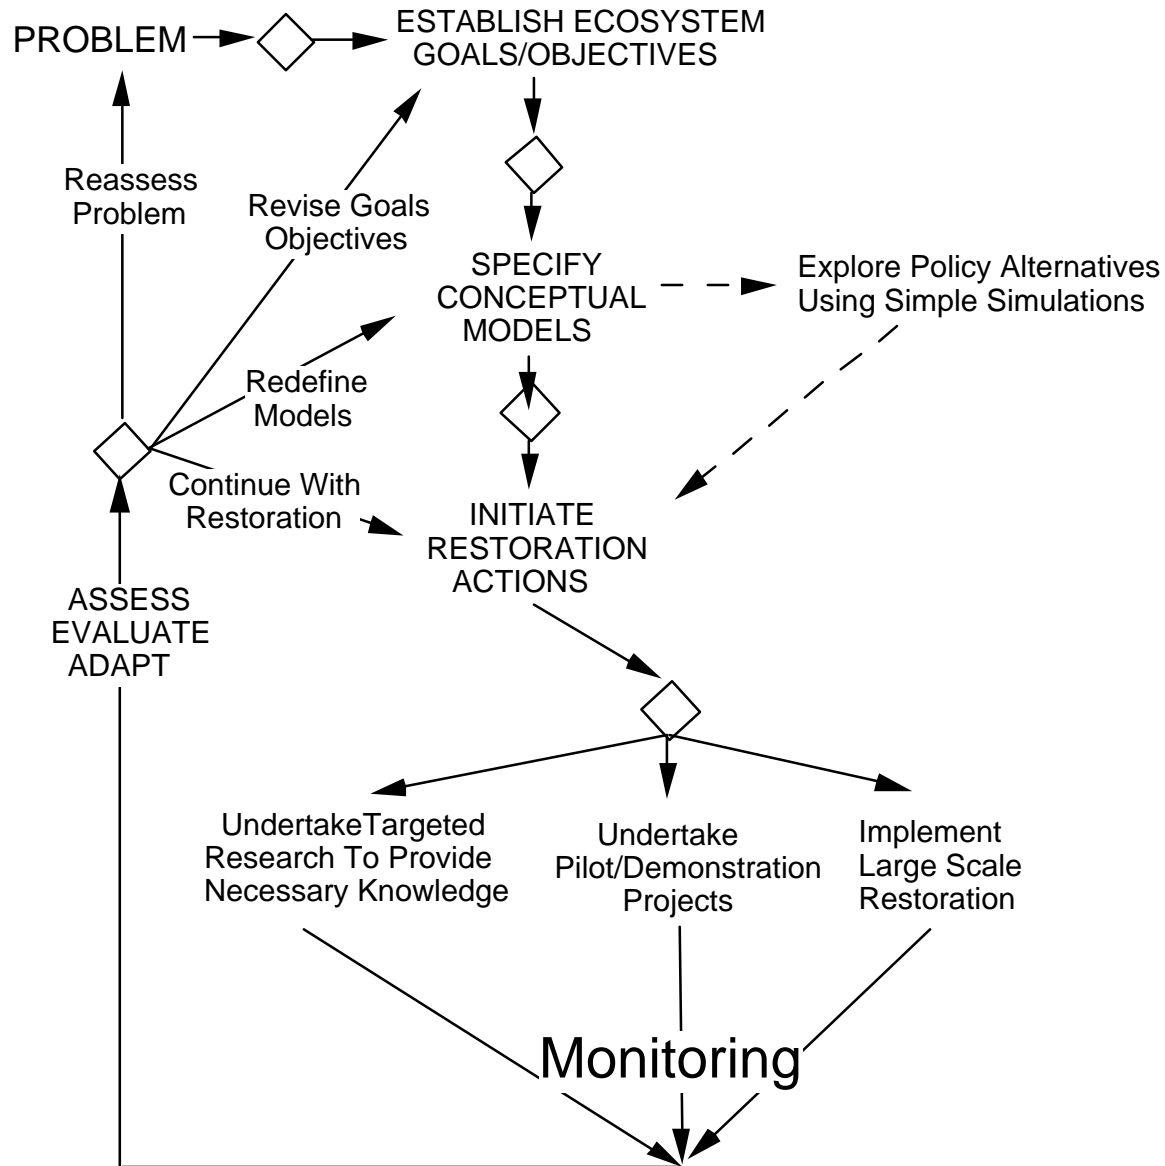 PROBLEM
ESTABLISH ECOSYSTEM
GOALS/OBJECTIVES
Reassess
Problem
Revise Goals
Objectives
SPECIFY
CONCEPTUAL
MODELS
Explore Policy Alternatives
Using Simple Simulations
Redefine
Models
Continue With
Restoration
INITIATE
RESTORATION
ACTIONS
ASSESS
EVALUATE
ADAPT
UndertakeTargeted
Research To Provide
Necessary Knowledge
Undertake
Pilot/Demonstration
Projects
Implement
Large Scale
Restoration
Monitoring